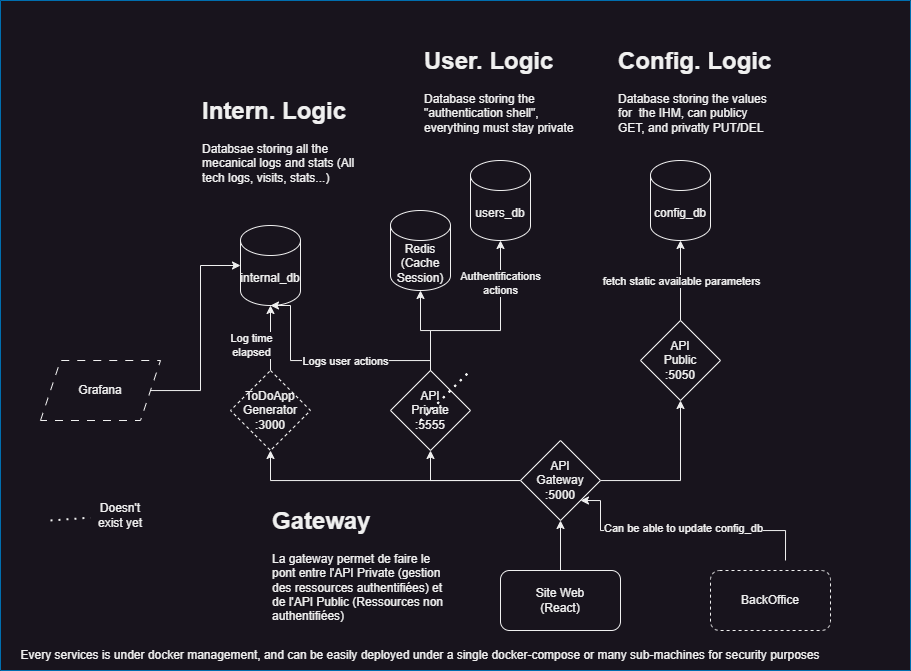 User. Logic
Database storing the
"authentication shell",
everything must stay private
Config. Logic
Database storing the values
for the IHM, can publicy
GET, and privatly PUT/DEL
Intern. Logic
Databsae storing all the
mecanical logs and stats (All
tech logs, visits, stats...)
users_db
config_db
Redis
(Cache
Session)
internal_db
Authentifications
actions
fetch static available parameters
Log time
elapsed
Logs user actions
API
Public
:5050
Grafana
ToDoApp
Generator
:3000
API
Private
:5555
API
Gateway
:5000
Doesn't
exist yet
Gateway
La gateway permet de faire le
pont entre l'API Private (gestion
des ressources authentifiées) et
de l'API Public (Ressources non
authentifiées)
Can be able to update config_db
Site Web
(React)
BackOffice
Every services is under docker management, and can be easily deployed under a single docker-compose or many sub-machines for security purposes